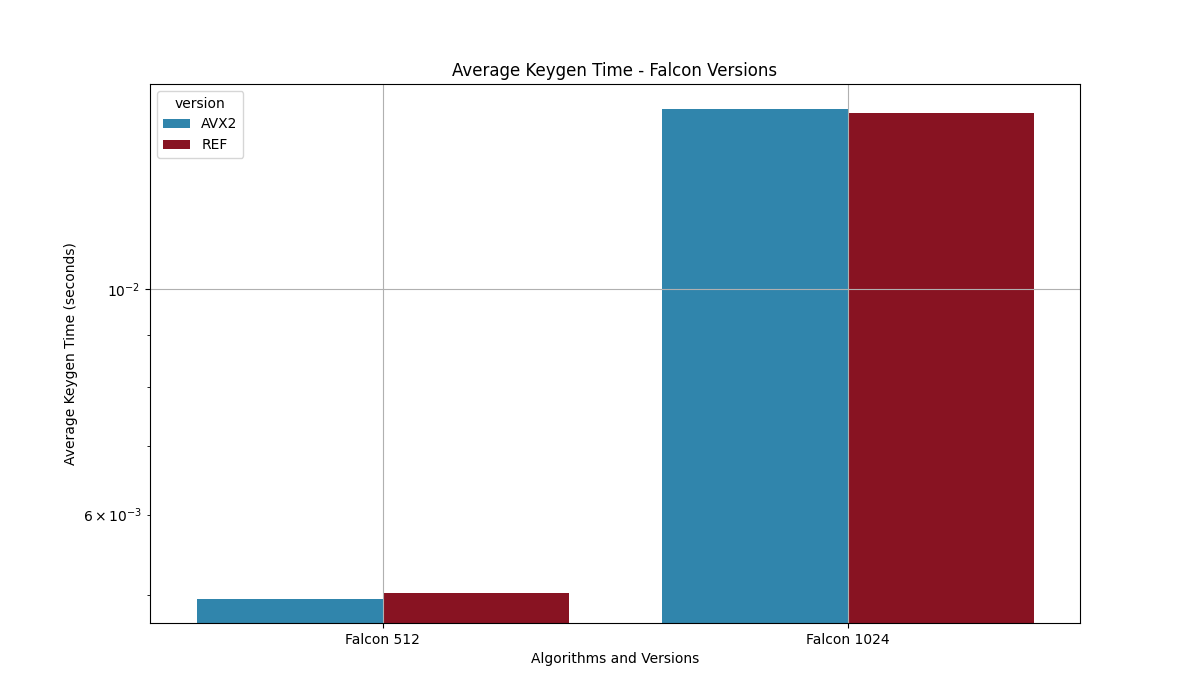 Average Keygen Time - Falcon Versions
version
AVX2
REF
Average Keygen Time (seconds)
10⁻²
6 × 10⁻³
Falcon 512
Falcon 1024
Algorithms and Versions